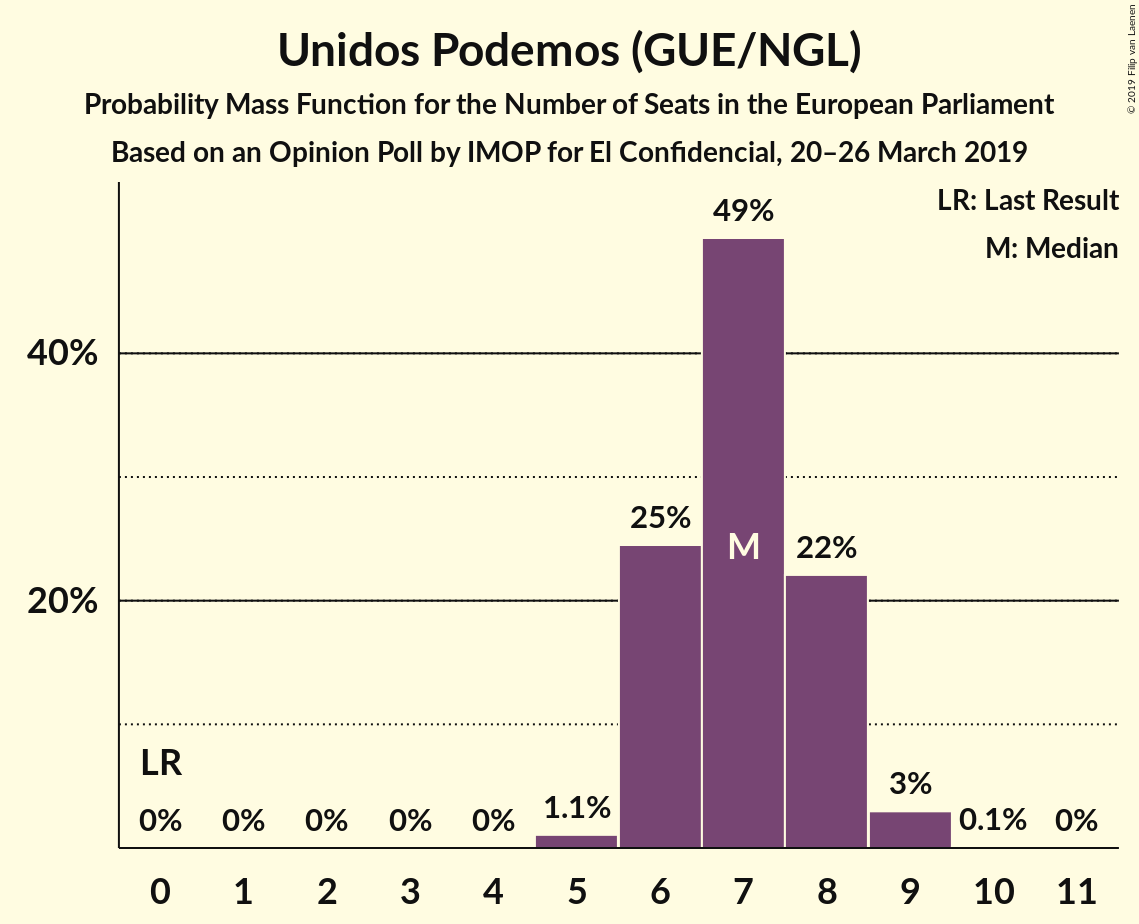 Unidos Podemos (GUE/NGL)
Probability Mass Function for the Number of Seats in the European Parliament
Based on an Opinion Poll by IMOP for El Confidencial, 20–26 March 2019
© 2019 Filip van Laenen
LR: Last Result
M: Median
49%
40%
25%
M
22%
20%
LR
0%
0%
0%
0%
0%
1.1%
3%
0.1%
0%
0 1 2 3 4 5 6 7 8 9 10 11